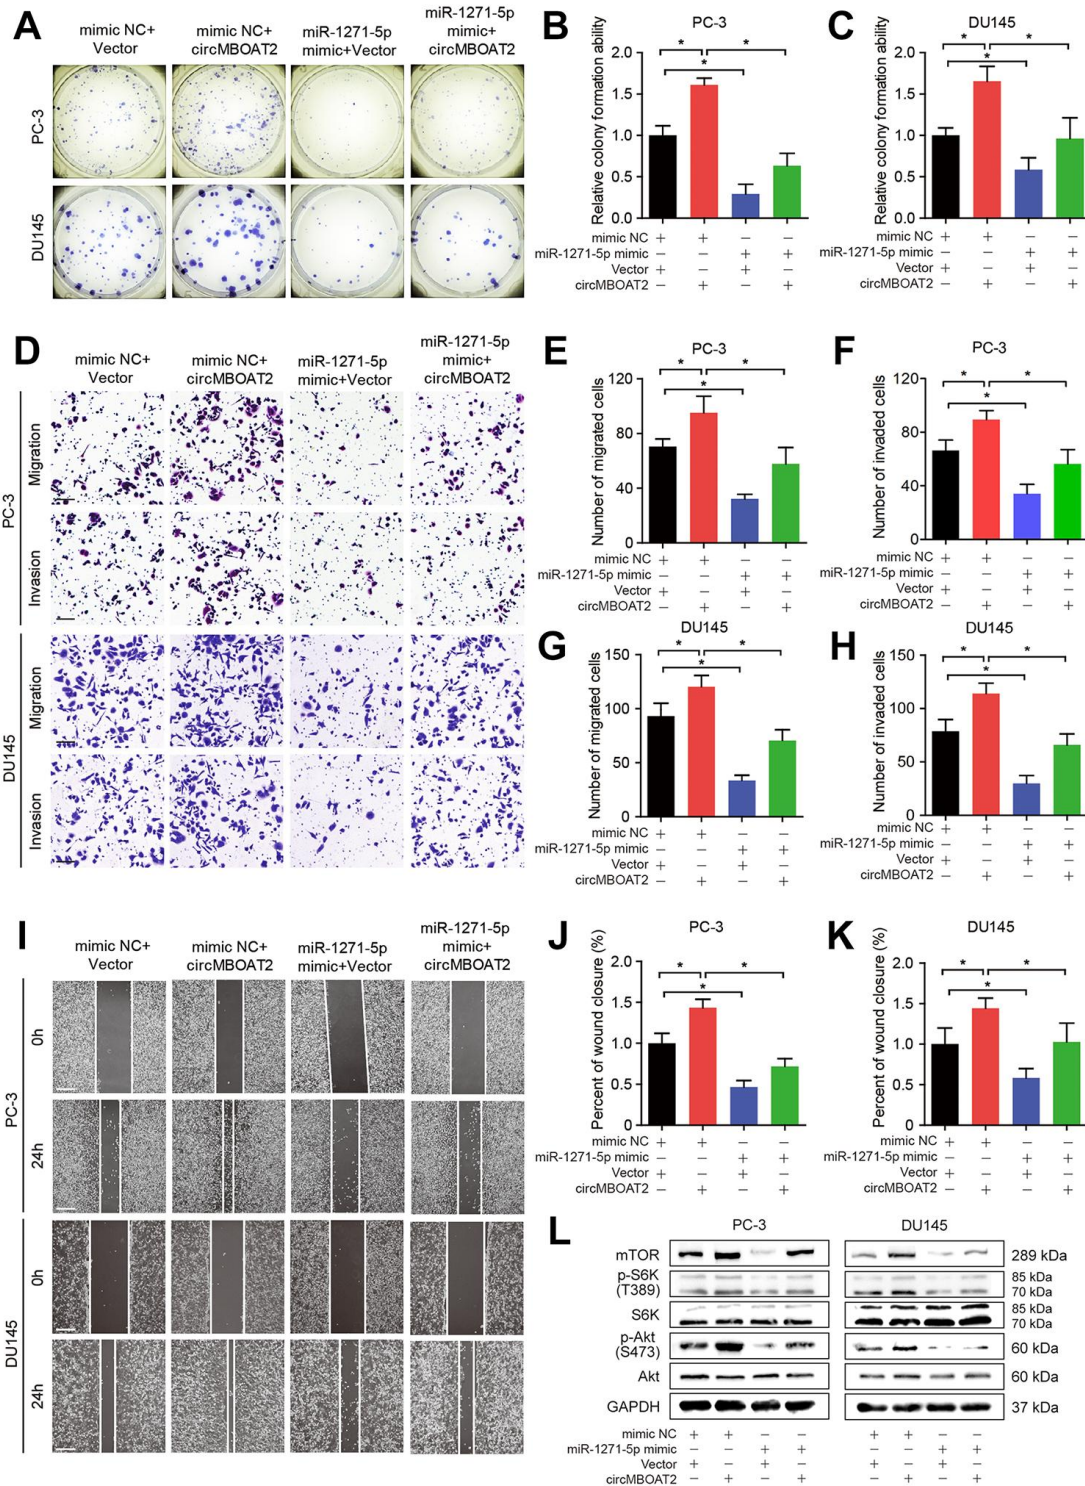 A
mimic NC+
Vector
mimic NC+
circMBOAT2
miR-1271-5p
mimic+Vector
miR-1271-5p
mimic+
circMBOAT2
PC-3
DU145
B
PC-3
Relative colony formation ability
2.0
1.5
1.0
0.5
0.0
* * *
mimic NC + + − −
miR-1271-5p mimic − − + +
Vector + − + −
circMBOAT2 − + − +
C
DU145
Relative colony formation ability
2.0
1.5
1.0
0.5
0.0
* * *
mimic NC + + − −
miR-1271-5p mimic − − + +
Vector + − + −
circMBOAT2 − + − +
D
mimic NC+
Vector
mimic NC+
circMBOAT2
miR-1271-5p
mimic+Vector
miR-1271-5p
mimic+
circMBOAT2
PC-3
Migration
Invasion
DU145
Migration
Invasion
E
PC-3
Number of migrated cells
120
80
40
0
* * *
mimic NC + + − −
miR-1271-5p mimic − − + +
Vector + − + −
circMBOAT2 − + − +
F
PC-3
Number of invaded cells
120
80
40
0
* * *
mimic NC + + − −
miR-1271-5p mimic − − + +
Vector + − + −
circMBOAT2 − + − +
G
DU145
Number of migrated cells
150
100
50
0
* * *
mimic NC + + − −
miR-1271-5p mimic − − + +
Vector + − + −
circMBOAT2 − + − +
H
DU145
Number of invaded cells
150
100
50
0
* * *
mimic NC + + − −
miR-1271-5p mimic − − + +
Vector + − + −
circMBOAT2 − + − +
I
mimic NC+
Vector
mimic NC+
circMBOAT2
miR-1271-5p
mimic+Vector
miR-1271-5p
mimic+
circMBOAT2
PC-3
0h
24h
DU145
0h
24h
J
PC-3
Percent of wound closure (%)
2.0
1.5
1.0
0.5
0
* * *
mimic NC + + − −
miR-1271-5p mimic − − + +
Vector + − + −
circMBOAT2 − + − +
K
DU145
Percent of wound closure (%)
2.0
1.5
1.0
0.5
0
* * *
mimic NC + + − −
miR-1271-5p mimic − − + +
Vector + − + −
circMBOAT2 − + − +
L
PC-3 DU145
mTOR 289 kDa
p-S6K
(T389)
85 kDa
70 kDa
S6K
85 kDa
70 kDa
p-Akt
(S473)
60 kDa
Akt 60 kDa
GAPDH 37 kDa
mimic NC + + − − + + − −
miR-1271-5p mimic − − + + − − + +
Vector + − + − + − + −
circMBOAT2 − + − + − + − +